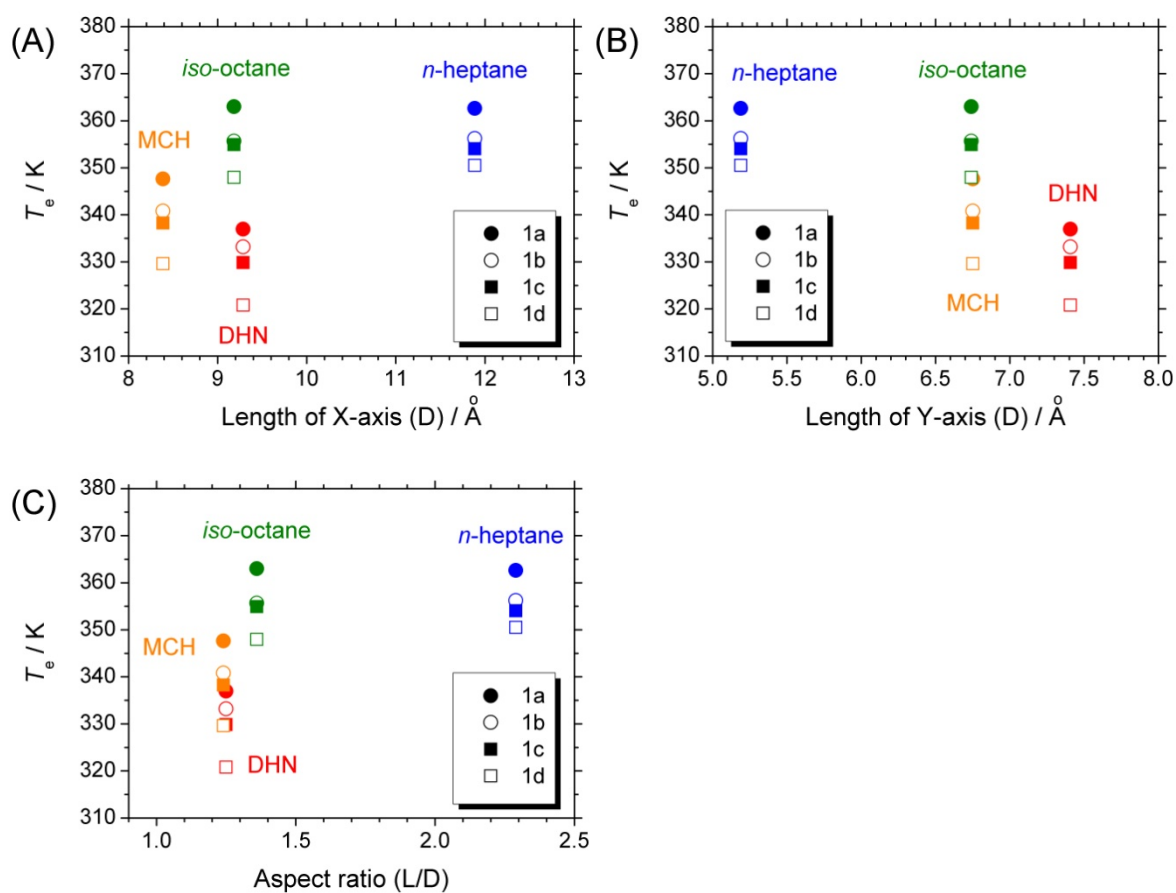 (A)
380
370
360
350
340
330
320
310
Te / K
iso-octane
n-heptane
MCH
DHN
1a
1b
1c
1d
8
9
10
11
12
13
Length of X-axis (D) / Å
(B)
380
370
360
350
340
330
320
310
Te / K
n-heptane
iso-octane
DHN
MCH
1a
1b
1c
1d
5.0
5.5
6.0
6.5
7.0
7.5
8.0
Length of Y-axis (D) / Å
(C)
380
370
360
350
340
330
320
310
Te / K
iso-octane
n-heptane
MCH
DHN
1a
1b
1c
1d
1.0
1.5
2.0
2.5
Aspect ratio (L/D)